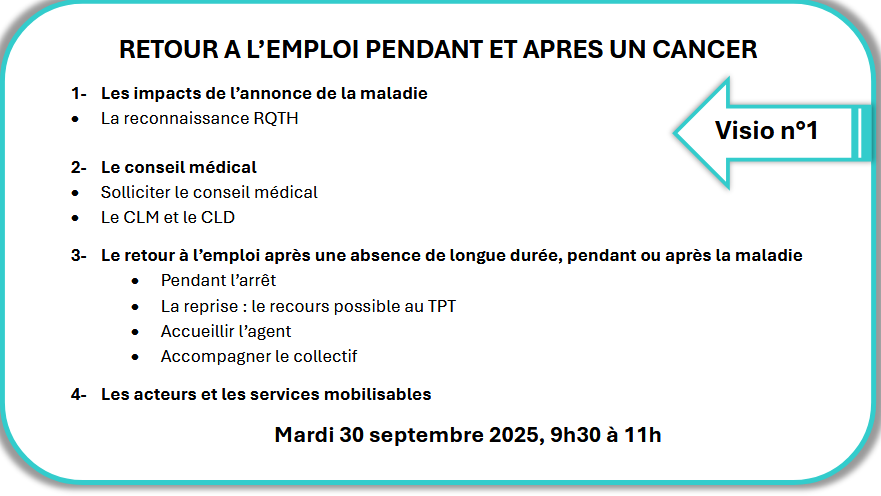 RETOUR A L’EMPLOI PENDANT ET APRES UN CANCER
1- Les impacts de l’annonce de la maladie
• La reconnaissance RQTH
Visio n°1
2- Le conseil médical
• Solliciter le conseil médical
• Le CLM et le CLD
3- Le retour à l’emploi après une absence de longue durée, pendant ou après la maladie
• Pendant l’arrêt
• La reprise : le recours possible au TPT
• Accueillir l’agent
• Accompagner le collectif
4- Les acteurs et les services mobilisables
Mardi 30 septembre 2025, 9h30 à 11h